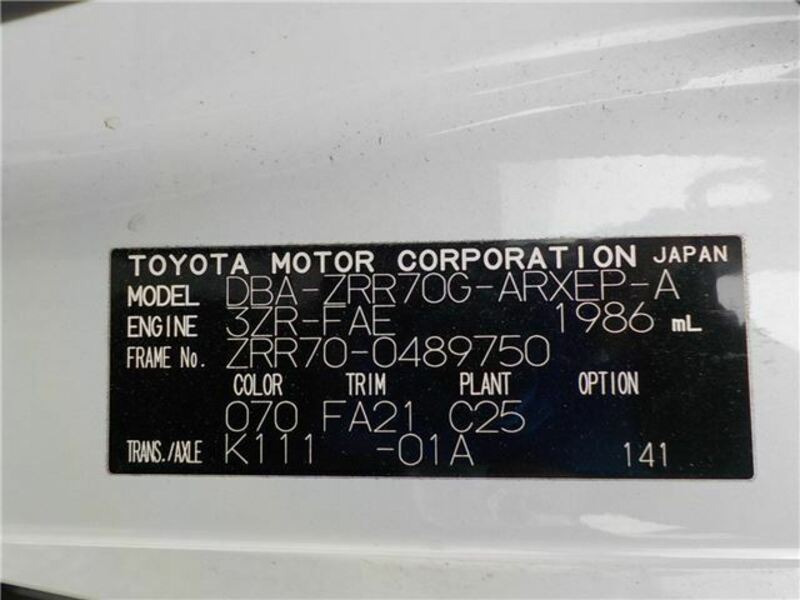 TOYOTA MOTOR CORPORATION JAPAN
MODEL DBA-ZRR70G-ARXEP-A
ENGINE 3ZR-FAE 1986 mL
FRAME No. ZRR70-0489750
COLOR TRIM PLANT OPTION
070 FA21 C25
TRANS./AXLE K111 -01A 141